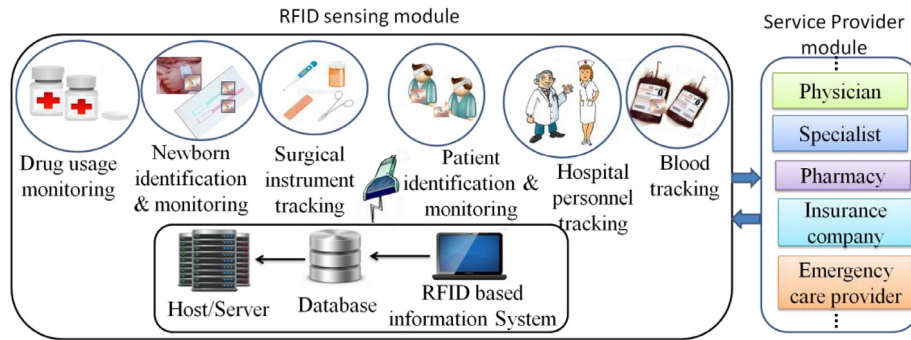 RFID sensing module
Service Provider
module
Drug usage
monitoring
Newborn
identification
& monitoring
Surgical
instrument
tracking
Patient
identification &
monitoring
Hospital
personnel
tracking
Blood
tracking
Host/Server
Database
RFID based
information System
Physician
Specialist
Pharmacy
Insurance
company
Emergency
care provider